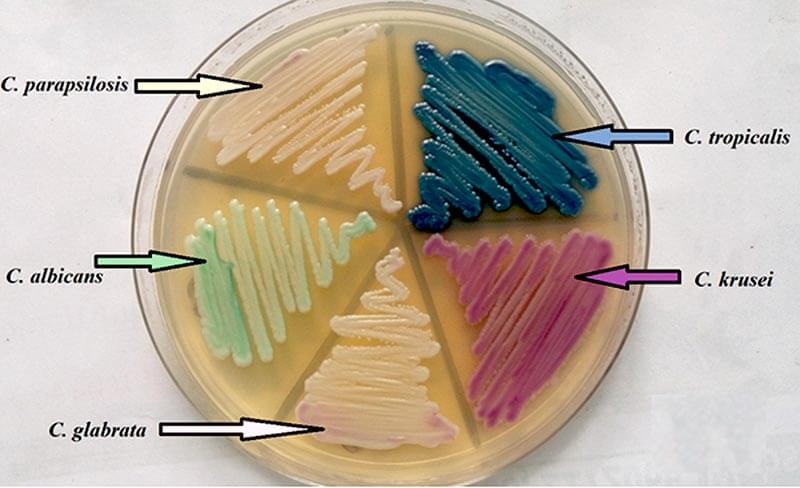 C. parapsilosis
C. tropicalis
C. albicans
C. krusei
C. glabrata